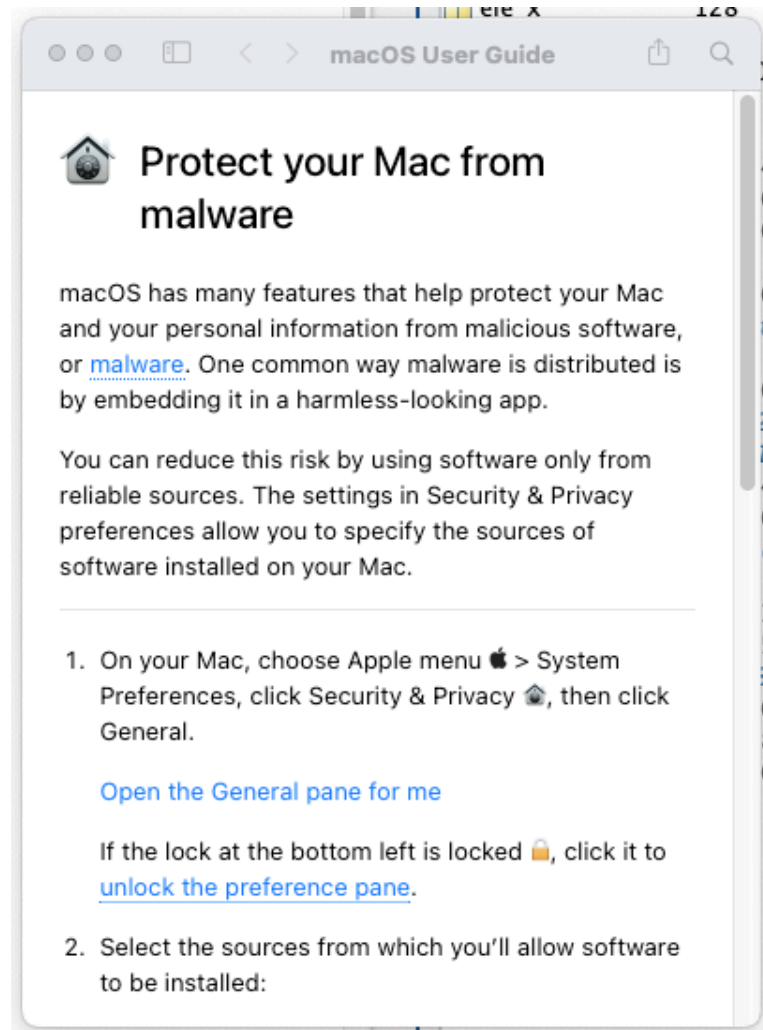 ele x 128
macOS User Guide
Protect your Mac from
malware
macOS has many features that help protect your Mac
and your personal information from malicious software,
or malware. One common way malware is distributed is
by embedding it in a harmless-looking app.
You can reduce this risk by using software only from
reliable sources. The settings in Security & Privacy
preferences allow you to specify the sources of
software installed on your Mac.
1. On your Mac, choose Apple menu > System
Preferences, click Security & Privacy , then click
General.
Open the General pane for me
If the lock at the bottom left is locked , click it to
unlock the preference pane.
2. Select the sources from which you’ll allow software
to be installed: